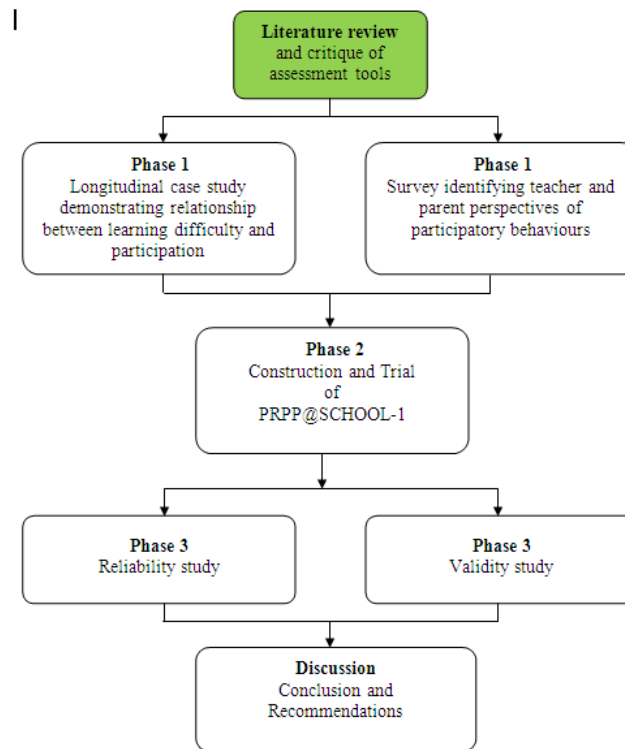 Literature review
and critique of
assessment tools
Phase 1
Longitudinal case study
demonstrating relationship
between learning difficulty and
participation
Phase 1
Survey identifying teacher and
parent perspectives of
participatory behaviours
Phase 2
Construction and Trial
of
PRPP@SCHOOL-1
Phase 3
Reliability study
Phase 3
Validity study
Discussion
Conclusion and
Recommendations